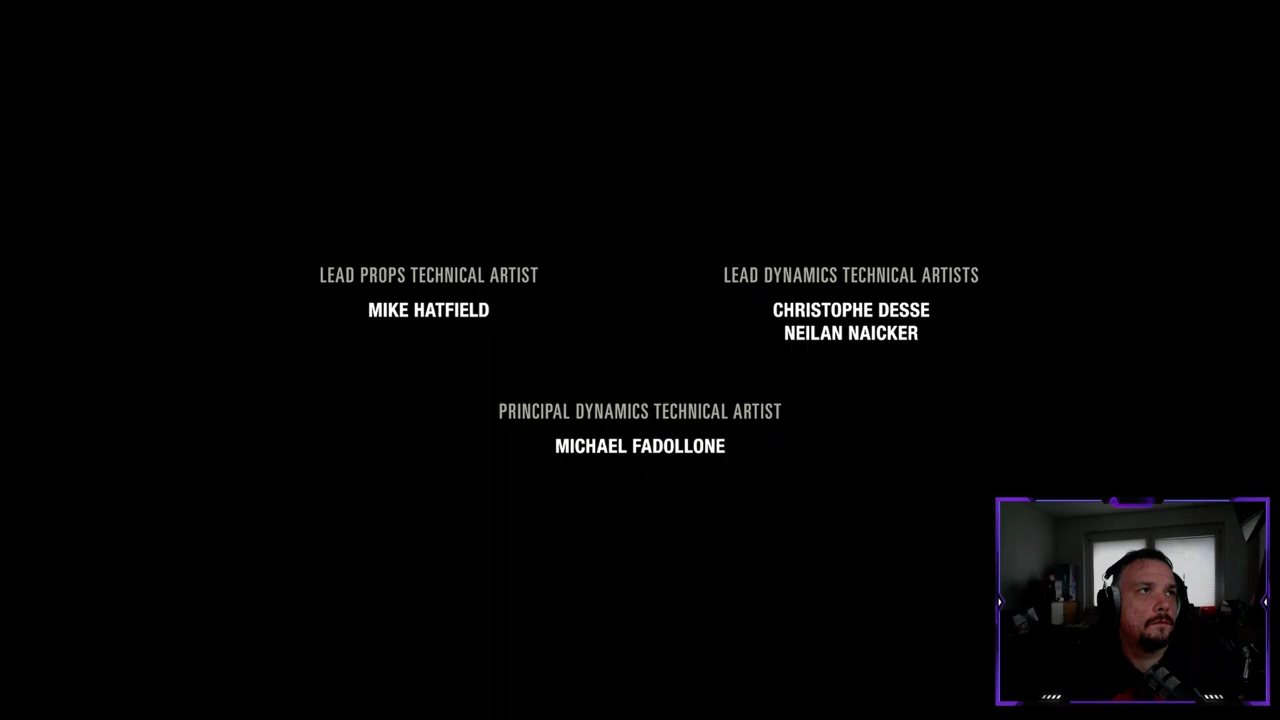 LEAD PROPS TECHNICAL ARTIST
MIKE HATFIELD
LEAD DYNAMICS TECHNICAL ARTISTS
CHRISTOPHE DESSE
NEILAN NAICKER
PRINCIPAL DYNAMICS TECHNICAL ARTIST
MICHAEL FADOLLONE